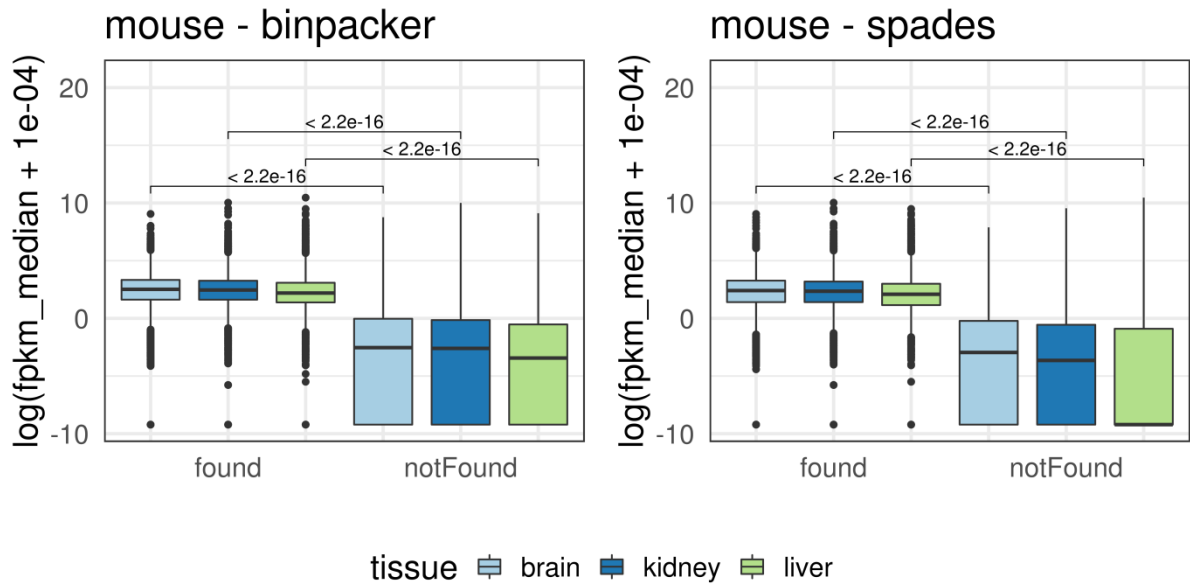 mouse - binpacker
log(fpkm_median + 1e-04)
20
10
0
-10
< 2.2e-16
< 2.2e-16
< 2.2e-16
found
notFound
mouse - spades
log(fpkm_median + 1e-04)
20
10
0
-10
< 2.2e-16
< 2.2e-16
< 2.2e-16
found
notFound
tissue brain kidney liver